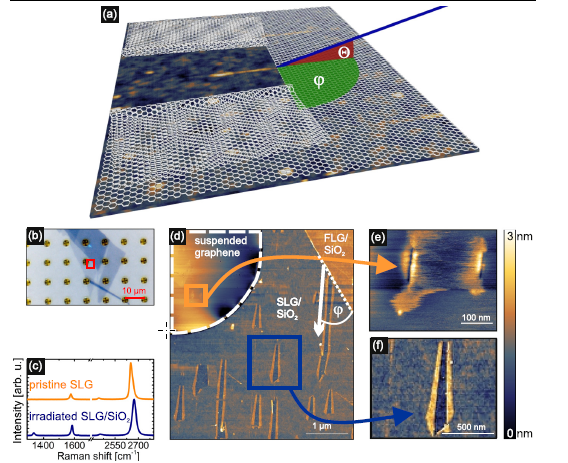 (a)
Θ
φ
(b)
10 µm
(c)
Intensity [arb. u.]
pristine SLG
irradiated SLG/SiO₂
1400 1600 2550 2700
Raman shift [cm⁻¹]
(d)
suspended
graphene
FLG/
SiO₂
SLG/
SiO₂
φ
1 µm
(e)
100 nm
(f)
500 nm
3 nm
0 nm